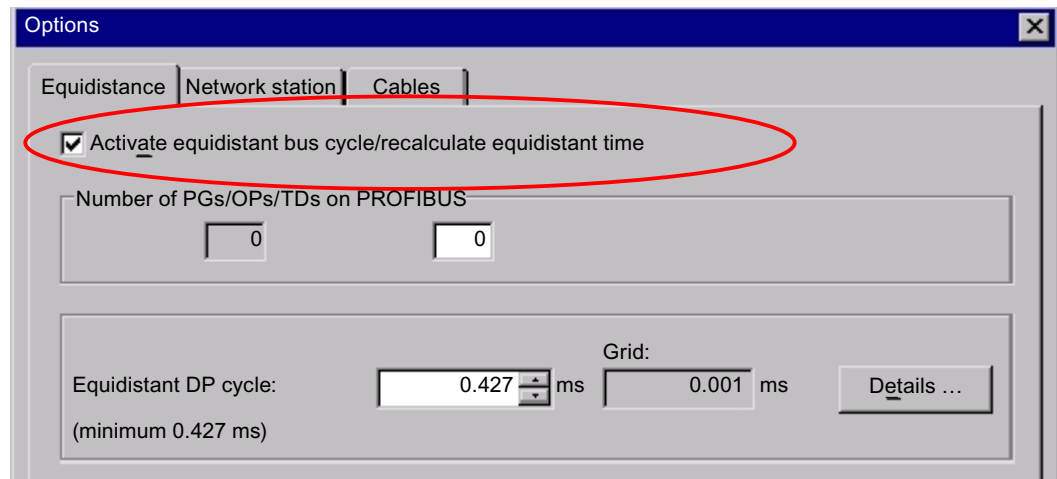 Options
Equidistance Network station Cables
Activate equidistant bus cycle/recalculate equidistant time
Number of PGs/OPs/TDs on PROFIBUS
0 0
Grid:
Equidistant DP cycle: 0.427 ms 0.001 ms Details ...
(minimum 0.427 ms)